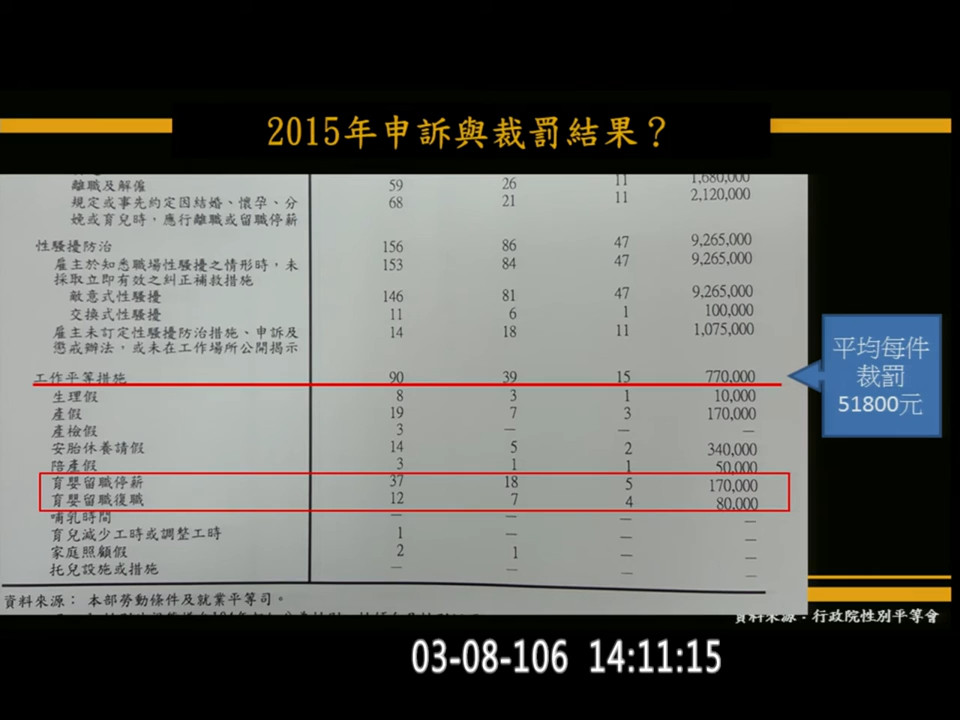 2015年申訴與裁罰結果？
離職及解僱 59 26 11 1,680,000
規定或事先約定因結婚、懷孕、分 68 21 11 2,120,000
娩或育兒時，應行離職或留職停薪
性騷擾防治 156 86 47 9,265,000
雇主於知悉職場性騷擾之情形時，未 153 84 47 9,265,000
採取立即有效之糾正補救措施
敵意式性騷擾 146 81 47 9,265,000
交換式性騷擾 11 6 1 100,000
雇主未訂定性騷擾防治措施、申訴及 14 18 11 1,075,000
懲戒辦法，或未在工作場所公開揭示
工作平等措施 90 39 15 770,000
生理假 8 3 1 10,000
產假 19 7 3 170,000
產檢假 3 — — —
安胎休養請假 14 5 2 340,000
陪產假 3 1 1 50,000
育嬰留職停薪 37 18 5 170,000
育嬰留職復職 12 7 4 80,000
哺乳時間 — — — —
育兒減少工時或調整工時 1 — — —
家庭照顧假 2 1 — —
托兒設施或措施 — — — —
資料來源： 本部勞動條件及就業平等司。
平均每件
裁罰
51800元
資料來源：行政院性別平等會
03-08-106 14:11:15